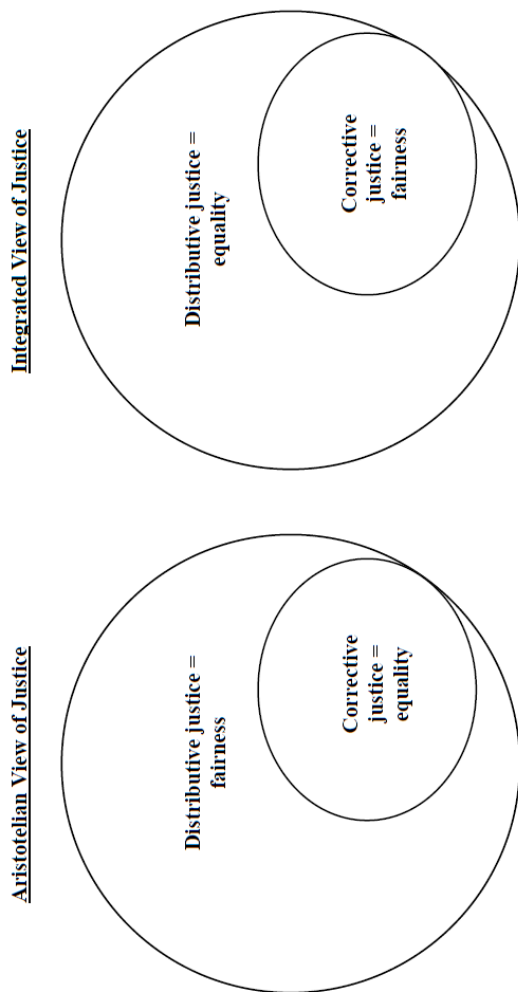 Aristotelian View of Justice
Distributive justice =
fairness
Corrective
justice =
equality
Integrated View of Justice
Distributive justice =
equality
Corrective
justice =
fairness